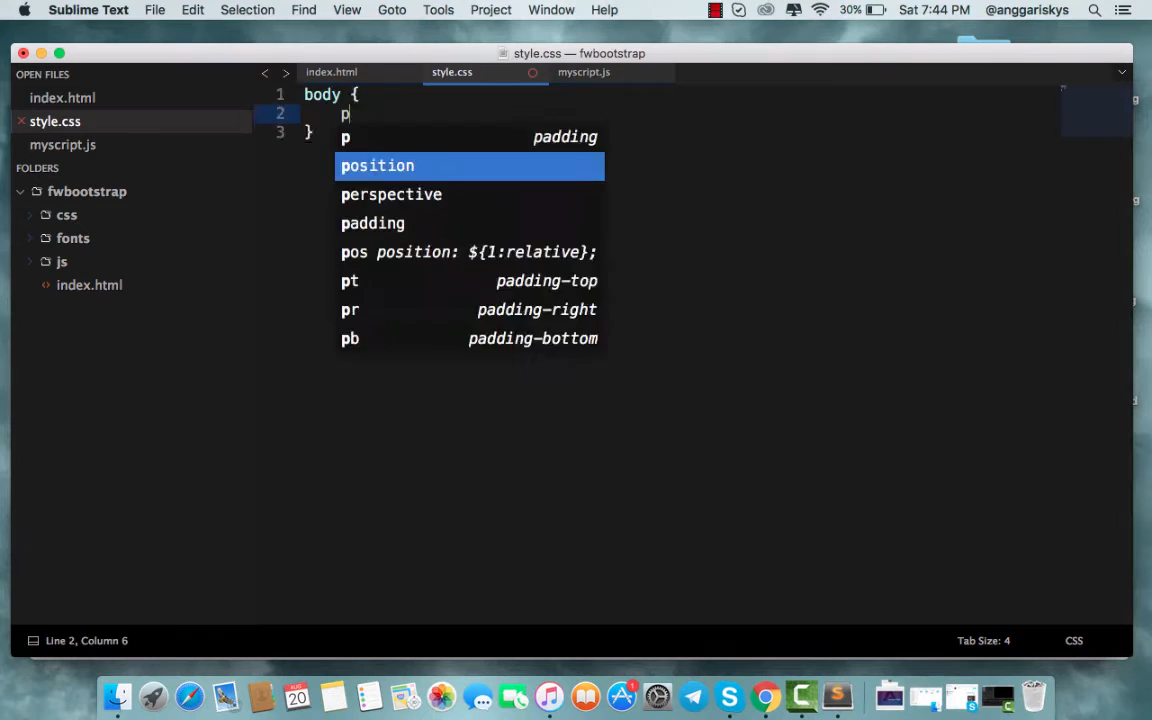 Sublime Text File Edit Selection Find View Goto Tools Project Window Help 30% Sat 7:44 PM @anggariskys
style.css — fwbootstrap
OPEN FILES
index.html
style.css
myscript.js
FOLDERS
fwbootstrap
css
fonts
js
index.html
index.html style.css myscript.js
1 body {
2 p
3 }
p padding
position
perspective
padding
pos position: ${1:relative};
pt padding-top
pr padding-right
pb padding-bottom
Line 2, Column 6 Tab Size: 4 CSS
AUG
20
1